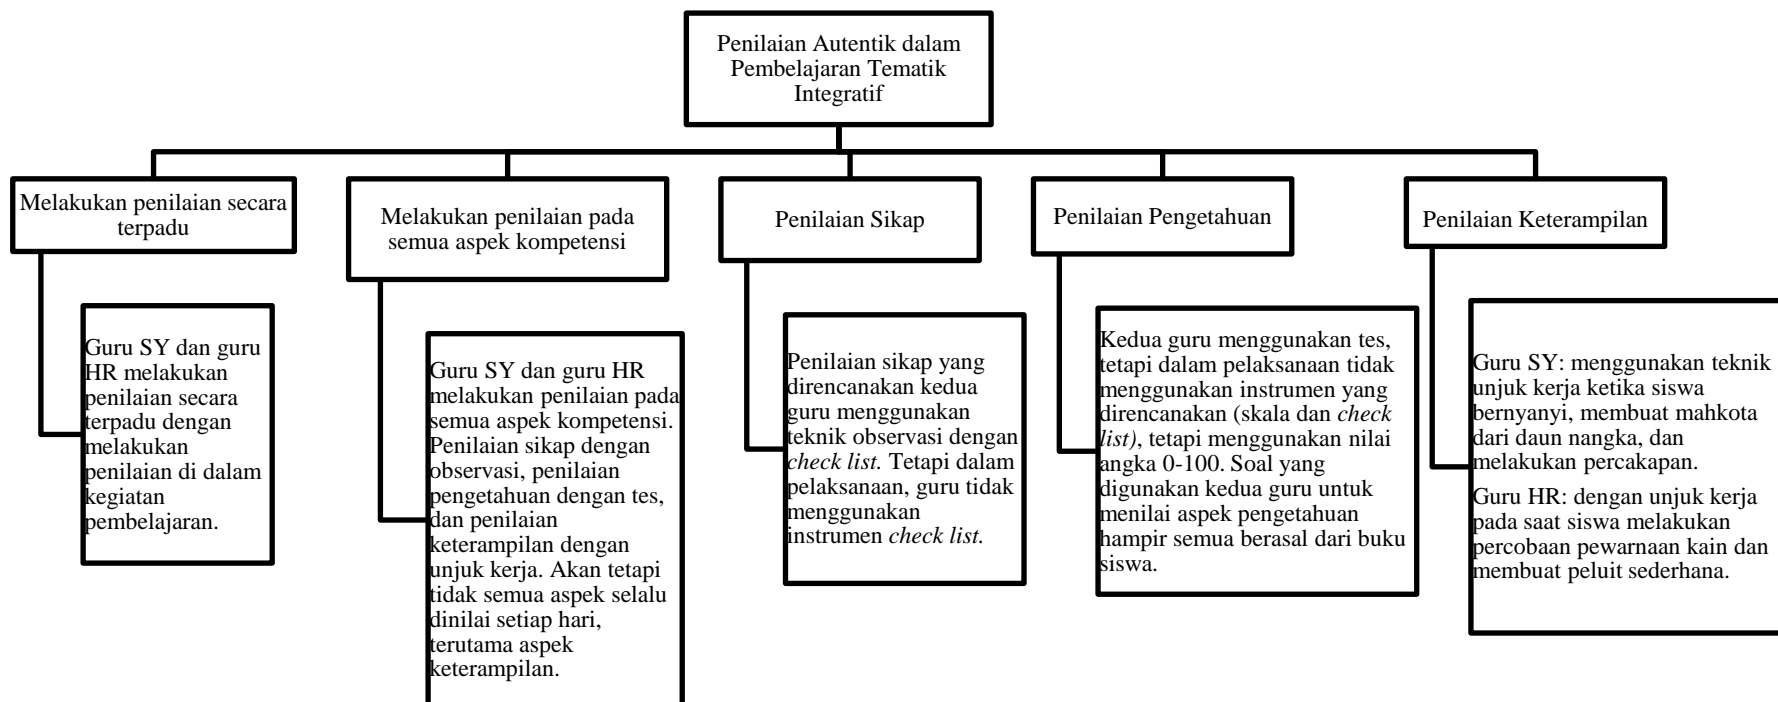 Penilaian Autentik dalam
Pembelajaran Tematik
Integratif
Melakukan penilaian secara
terpadu
Guru SY dan guru
HR melakukan
penilaian secara
terpadu dengan
melakukan
penilaian di dalam
kegiatan
pembelajaran.
Melakukan penilaian pada
semua aspek kompetensi
Guru SY dan guru HR
melakukan penilaian pada
semua aspek kompetensi.
Penilaian sikap dengan
observasi, penilaian
pengetahuan dengan tes,
dan penilaian
keterampilan dengan
unjuk kerja. Akan tetapi
tidak semua aspek selalu
dinilai setiap hari,
terutama aspek
keterampilan.
Penilaian Sikap
Penilaian sikap yang
direncanakan kedua
guru menggunakan
teknik observasi dengan
check list. Tetapi dalam
pelaksanaan, guru tidak
menggunakan
instrumen check list.
Penilaian Pengetahuan
Kedua guru menggunakan tes,
tetapi dalam pelaksanaan tidak
menggunakan instrumen yang
direncanakan (skala dan check
list), tetapi menggunakan nilai
angka 0-100. Soal yang
digunakan kedua guru untuk
menilai aspek pengetahuan
hampir semua berasal dari buku
siswa.
Penilaian Keterampilan
Guru SY: menggunakan teknik
unjuk kerja ketika siswa
bernyanyi, membuat mahkota
dari daun nangka, dan
melakukan percakapan.
Guru HR: dengan unjuk kerja
pada saat siswa melakukan
percobaan pewarnaan kain dan
membuat peluit sederhana.